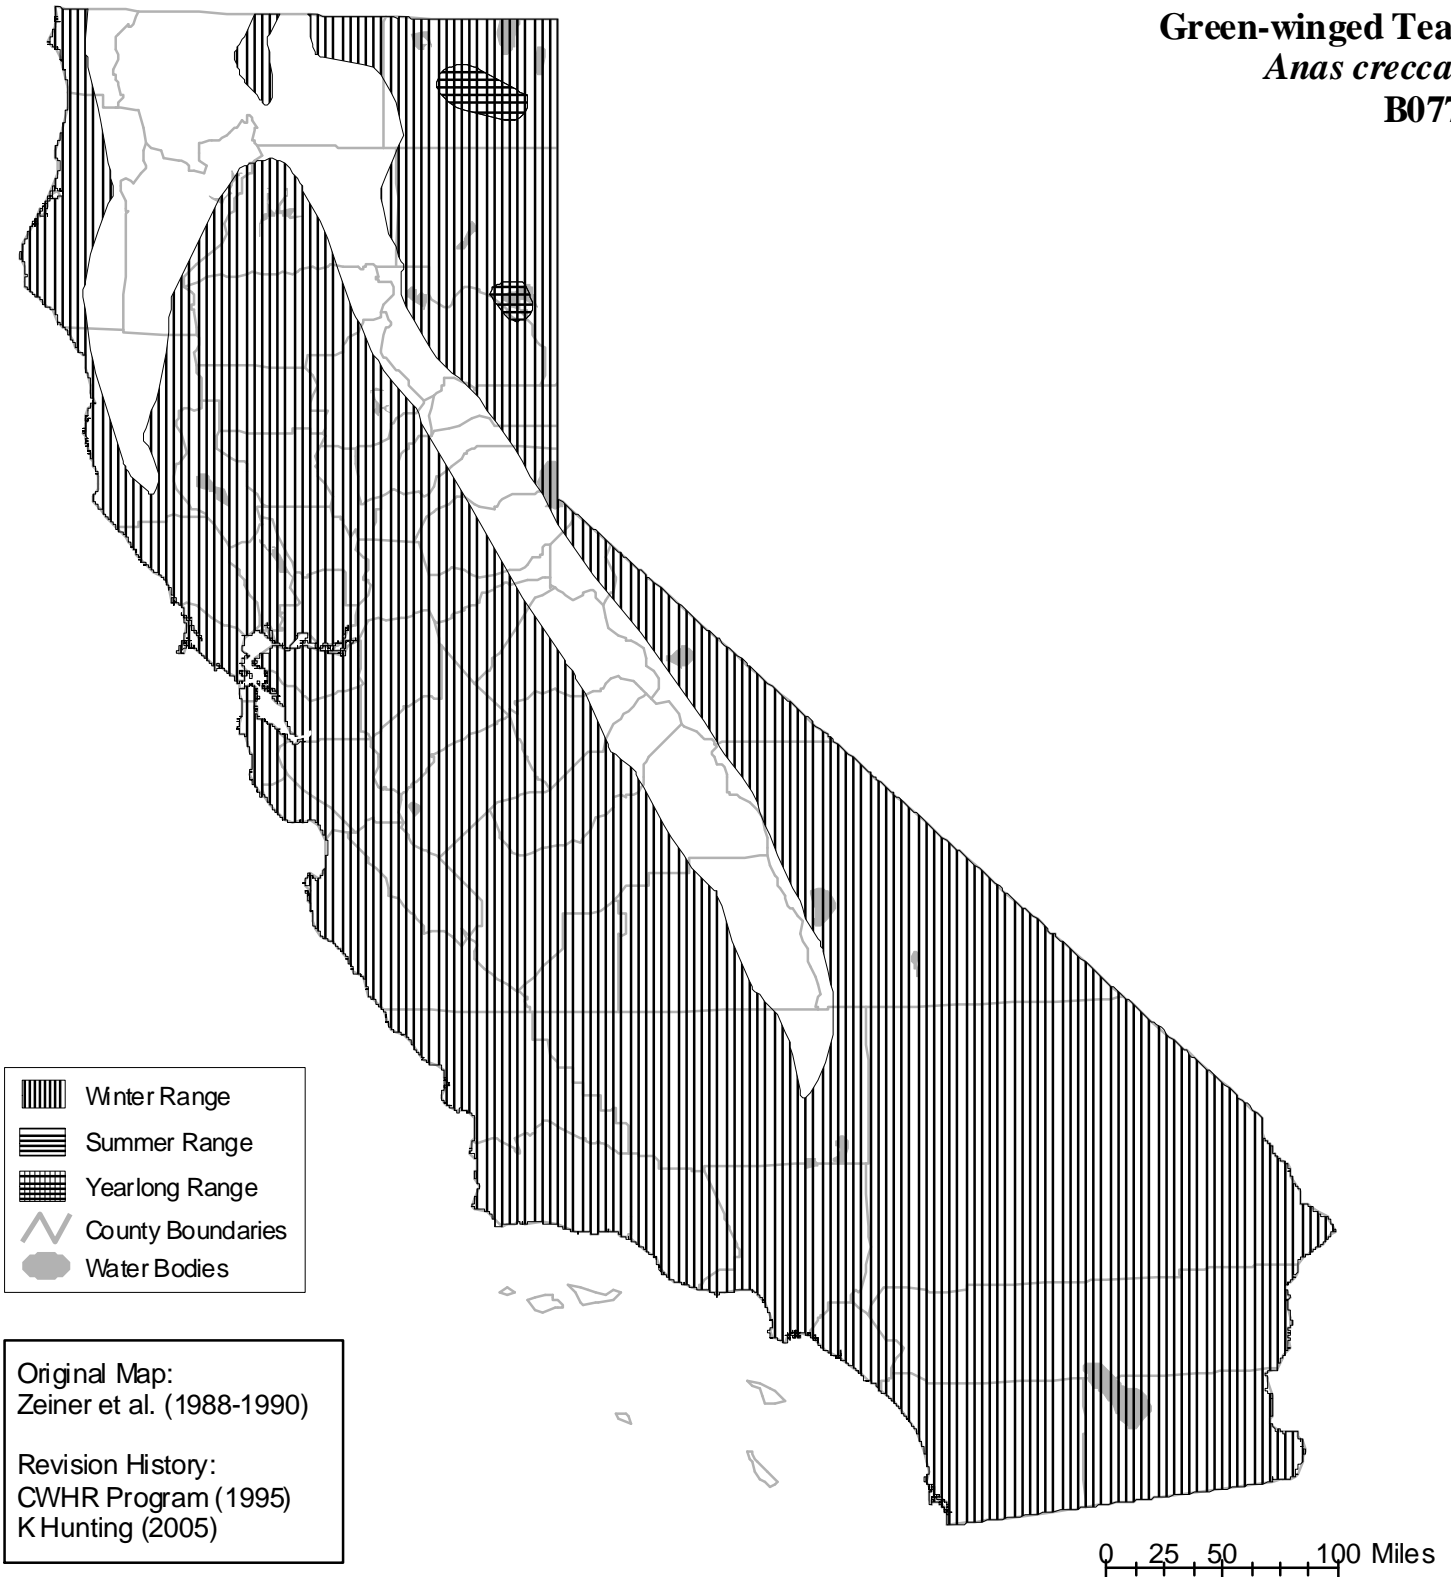 Green-winged Tea
Anas crecca
B077
Winter Range
Summer Range
Yearlong Range
County Boundaries
Water Bodies
Original Map:
Zeiner et al. (1988-1990)
Revision History:
CWHR Program (1995)
K Hunting (2005)
0 25 50 100 Miles